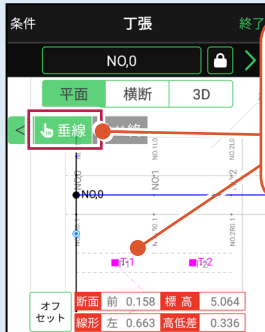 条件 丁張 終了
NO,0
平面 横断 3D
垂線
NO,0
T-1 T-2
オフセット 断面 前 0.158 標高 5.064
線形 左 0.663 高低差 0.336